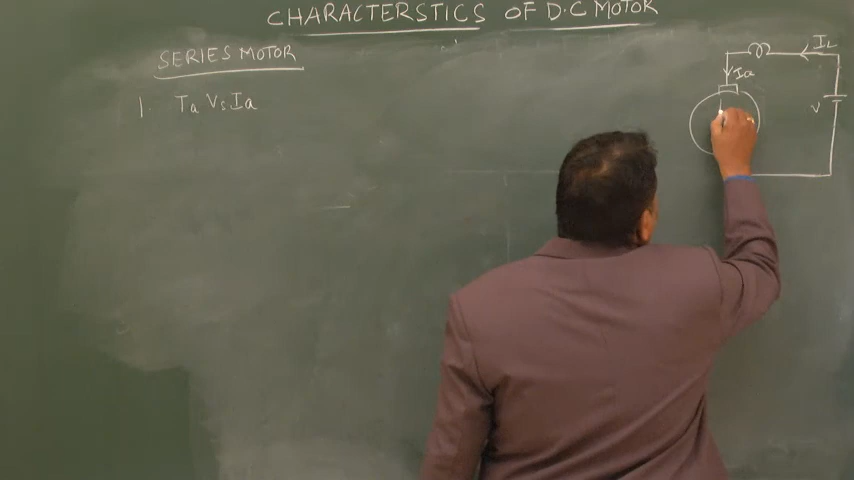 CHARACTERSTICS OF D.C MOTOR
SERIES MOTOR
1. Ta Vs Ia
IL
Ia
V